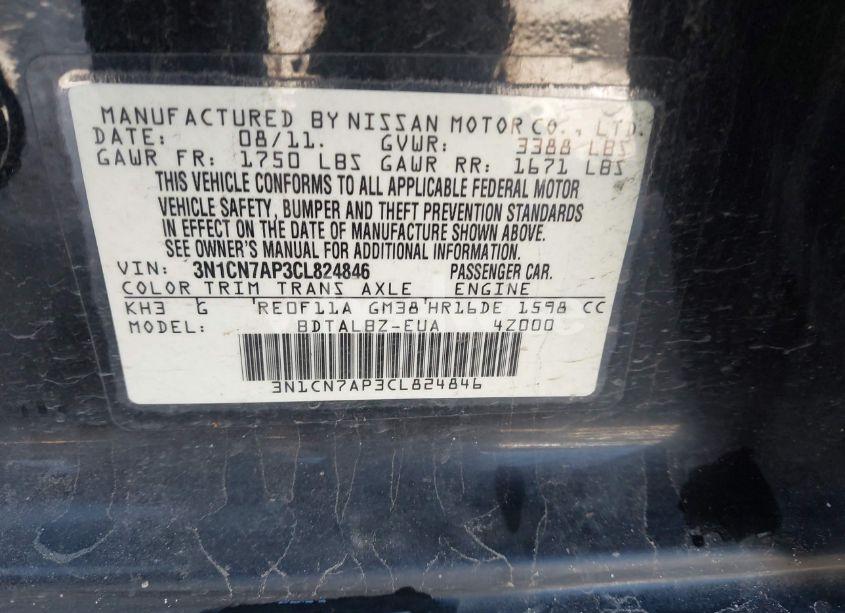 MANUFACTURED BY NISSAN MOTOR CO., LTD.
DATE: 08/11. GVWR: 3388 LBS
GAWR FR: 1750 LBS GAWR RR: 1671 LBS
THIS VEHICLE CONFORMS TO ALL APPLICABLE FEDERAL MOTOR
VEHICLE SAFETY, BUMPER AND THEFT PREVENTION STANDARDS
IN EFFECT ON THE DATE OF MANUFACTURE SHOWN ABOVE.
SEE OWNER'S MANUAL FOR ADDITIONAL INFORMATION.
VIN: 3N1CN7AP3CL824846 PASSENGER CAR.
COLOR TRIM TRANS AXLE ENGINE
KH3 G RE0F11A GM38 HR16DE 1598 CC
MODEL: BDTALBZ-EUA 4Z000
3N1CN7AP3CL824846